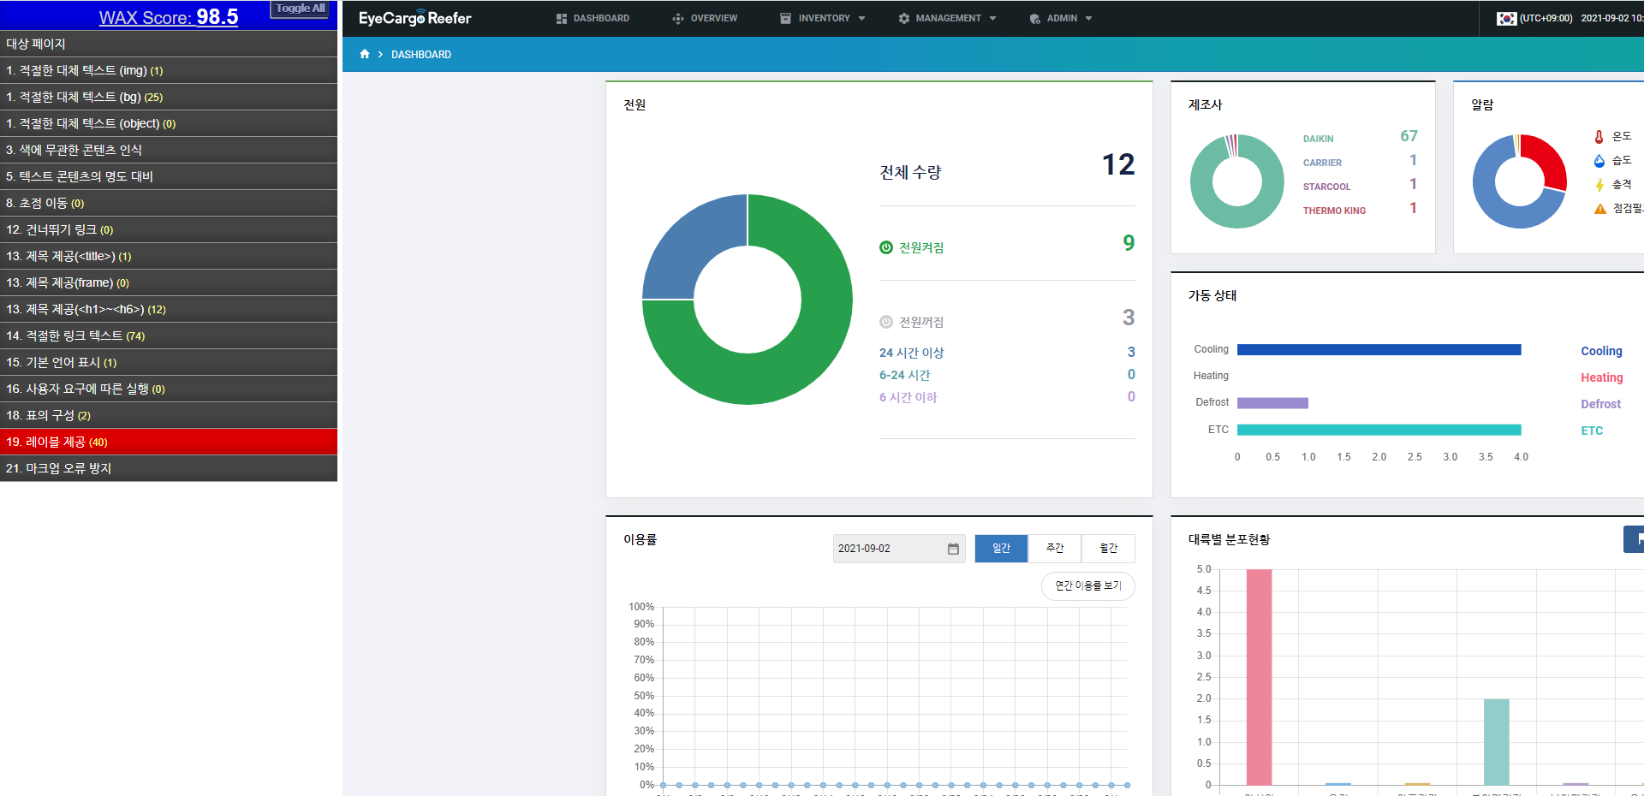 WAX Score: 98.5
Toggle All
대상 페이지
1. 적절한 대체 텍스트 (img) (1)
1. 적절한 대체 텍스트 (bg) (25)
1. 적절한 대체 텍스트 (object) (0)
3. 색에 무관한 콘텐츠 인식
5. 텍스트 콘텐츠의 명도 대비
8. 초점 이동 (0)
12. 건너뛰기 링크 (0)
13. 제목 제공(<title>) (1)
13. 제목 제공(frame) (0)
13. 제목 제공(<h1>~<h6>) (12)
14. 적절한 링크 텍스트 (74)
15. 기본 언어 표시 (1)
16. 사용자 요구에 따른 실행 (0)
18. 표의 구성 (2)
19. 레이블 제공 (40)
21. 마크업 오류 방지
EyeCargo Reefer
DASHBOARD
OVERVIEW
INVENTORY
MANAGEMENT
ADMIN
(UTC+09:00) 2021-09-02 10:
> DASHBOARD
전원
전체 수량 12
전원켜짐 9
전원꺼짐 3
24 시간 이상 3
6-24 시간 0
6 시간 이하 0
제조사
DAIKIN 67
CARRIER 1
STARCOOL 1
THERMO KING 1
알람
온도
습도
충격
점검필
가동 상태
Cooling
Heating
Defrost
ETC
0 0.5 1.0 1.5 2.0 2.5 3.0 3.5 4.0
Cooling
Heating
Defrost
ETC
이용률
2021-09-02
일간
주간
월간
연간 이용률 보기
100%
90%
80%
70%
60%
50%
40%
30%
20%
10%
0%
대륙별 분포현황
5.0
4.5
4.0
3.5
3.0
2.5
2.0
1.5
1.0
0.5
0